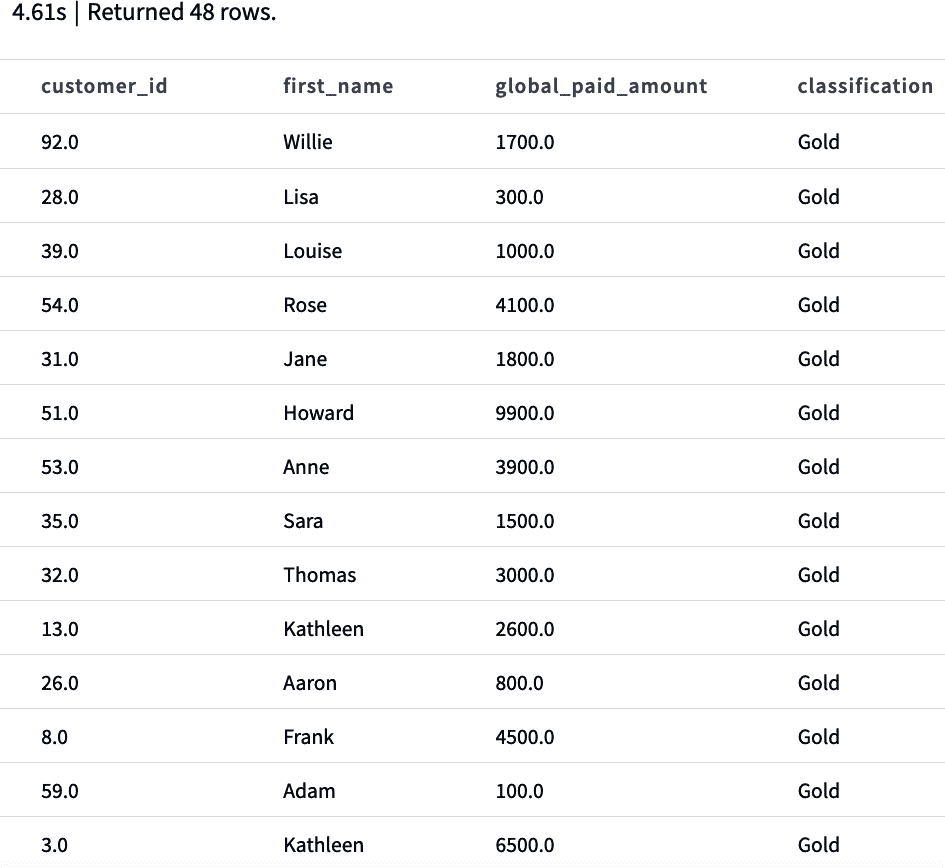 4.61s | Returned 48 rows.
customer_id first_name global_paid_amount classification
92.0 Willie 1700.0 Gold
28.0 Lisa 300.0 Gold
39.0 Louise 1000.0 Gold
54.0 Rose 4100.0 Gold
31.0 Jane 1800.0 Gold
51.0 Howard 9900.0 Gold
53.0 Anne 3900.0 Gold
35.0 Sara 1500.0 Gold
32.0 Thomas 3000.0 Gold
13.0 Kathleen 2600.0 Gold
26.0 Aaron 800.0 Gold
8.0 Frank 4500.0 Gold
59.0 Adam 100.0 Gold
3.0 Kathleen 6500.0 Gold